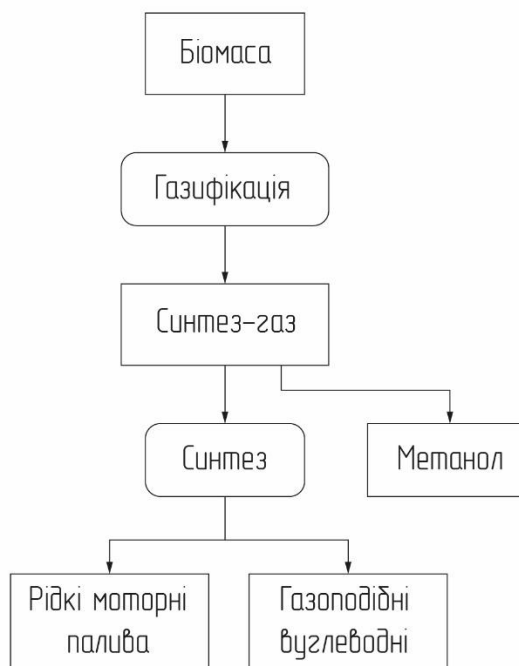 Біомаса
Газифікація
Синтез-газ
Синтез
Метанол
Рідкі моторні
палива
Газоподібні
вуглеводні